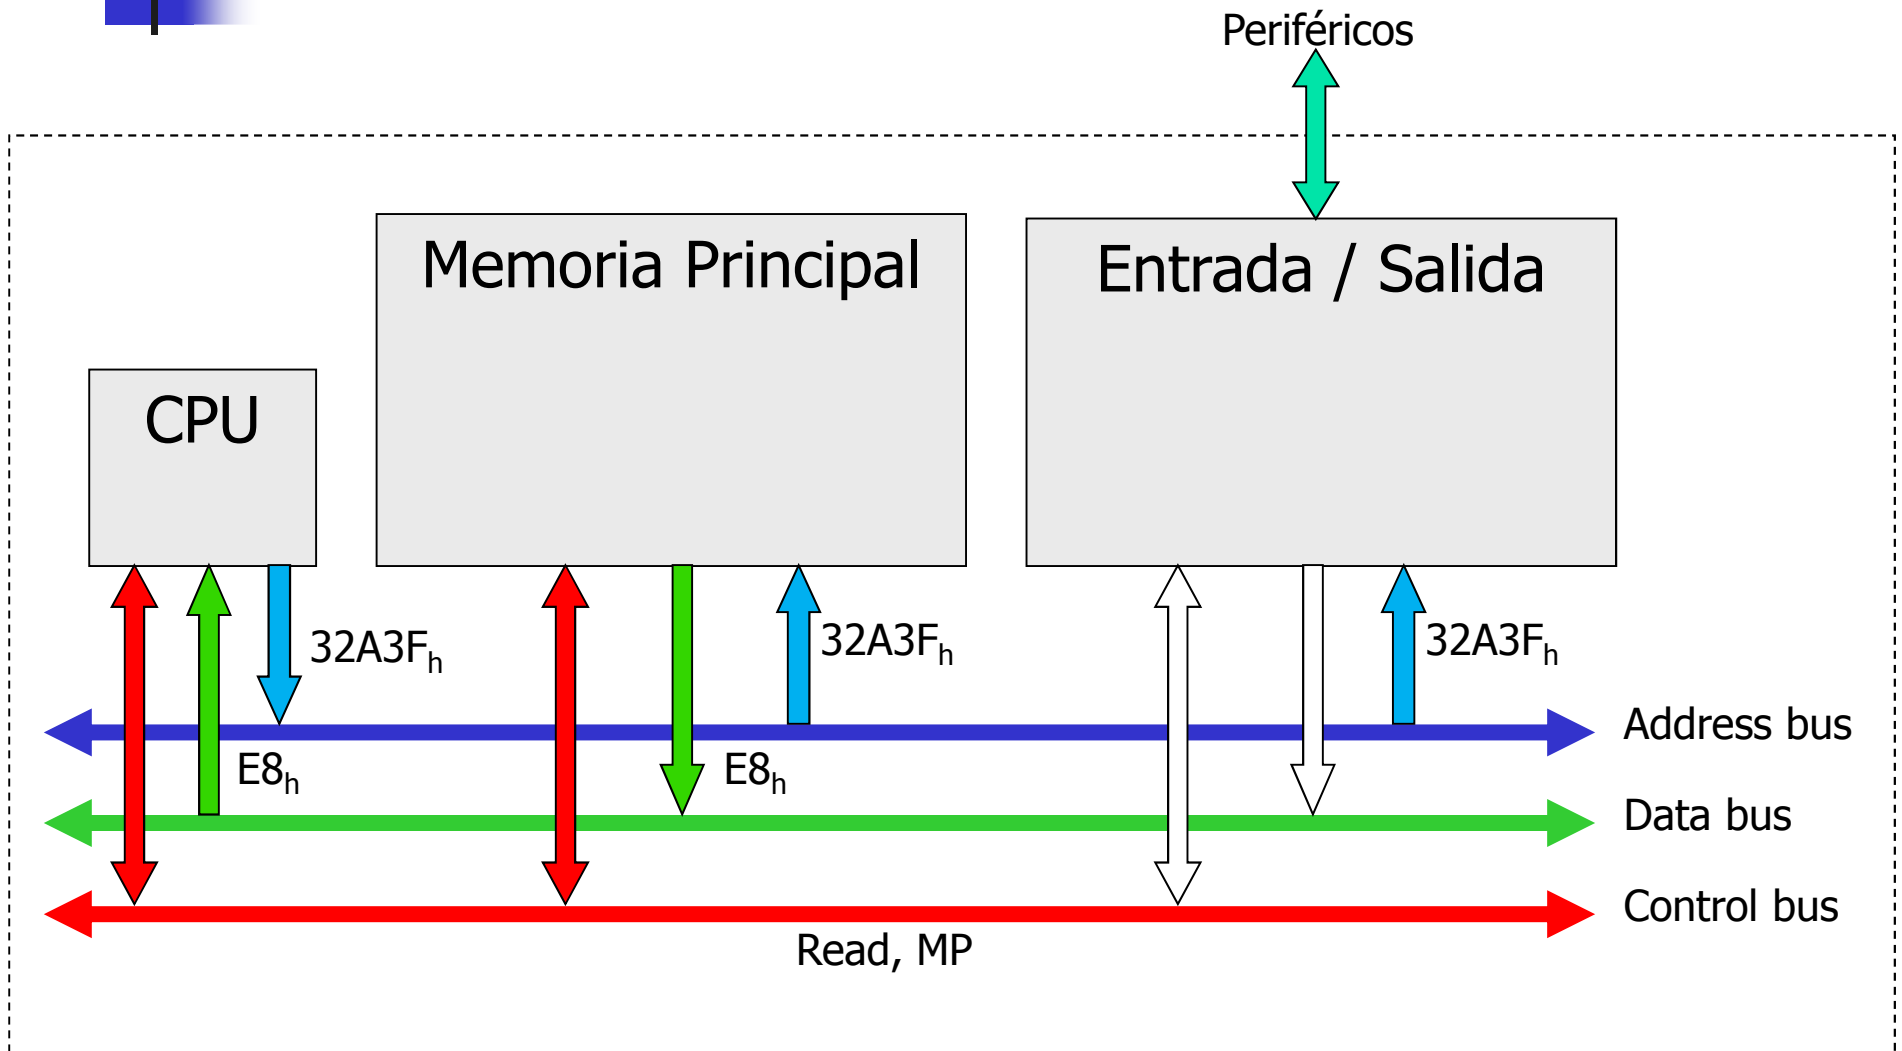 Periféricos
Memoria Principal
Entrada / Salida
CPU
32A3Fh
32A3Fh
32A3Fh
Address bus
E8h
E8h
Data bus
Control bus
Read, MP